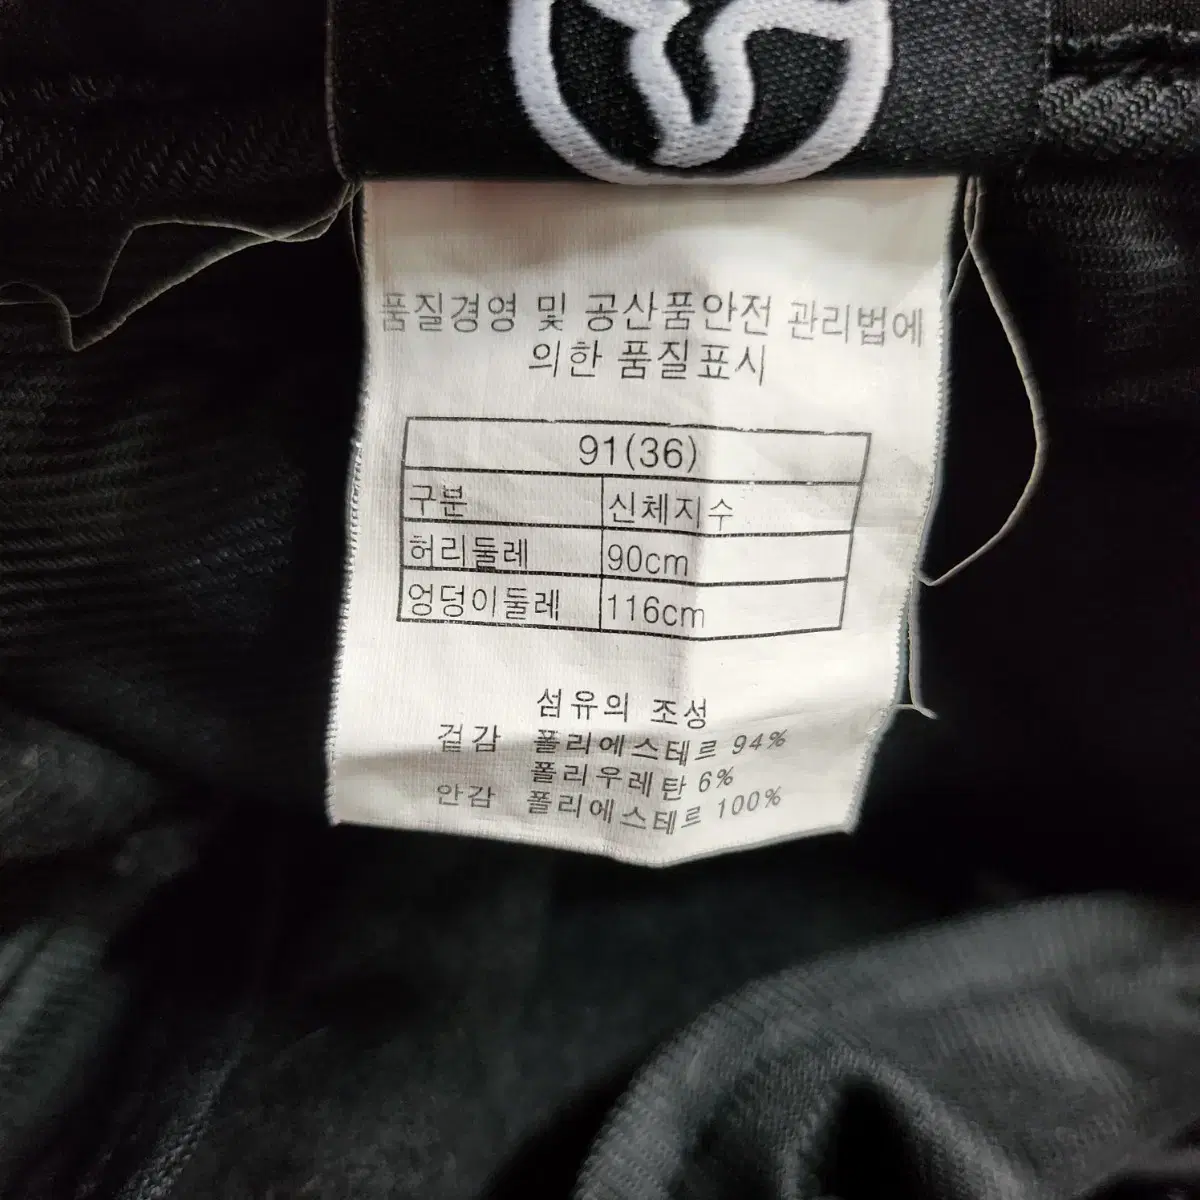 품질경영 및 공산품안전 관리법에
의한 품질표시
91(36)
구분 신체지수
허리둘레 90cm
엉덩이둘레 116cm
섬유의 조성
겉감 폴리에스테르 94%
폴리우레탄 6%
안감 폴리에스테르 100%